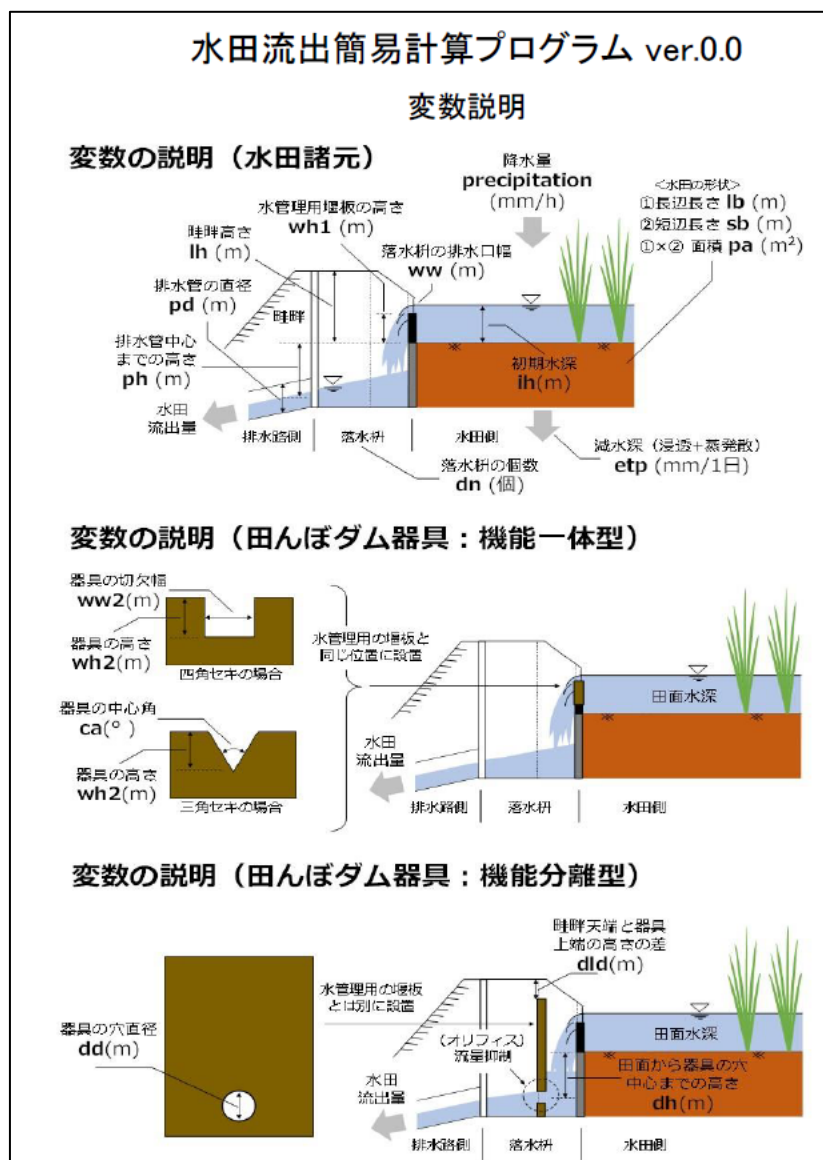 水田流出簡易計算プログラム ver.0.0
変数説明
変数の説明（水田諸元）
降水量
precipitation
(mm/h)
<水田の形状>
①長辺長さ lb (m)
②短辺長さ sb (m)
①×② 面積 pa (m²)
水管理用堰板の高さ
wh1 (m)
畦畔高さ
lh (m)
落水枡の排水口幅
ww (m)
排水管の直径
pd (m)
畦畔
排水管中心
までの高さ
ph (m)
初期水深
ih(m)
水田
流出量
排水路側
落水枡
水田側
減水深（浸透+蒸発散）
etp (mm/1日)
落水枡の個数
dn (個)
変数の説明（田んぼダム器具：機能一体型）
器具の切欠幅
ww2(m)
器具の高さ
wh2(m)
四角セキの場合
水管理用の堰板と
同じ位置に設置
田面水深
器具の中心角
ca(°)
器具の高さ
wh2(m)
三角セキの場合
水田
流出量
排水路側
落水枡
水田側
変数の説明（田んぼダム器具：機能分離型）
畦畔天端と器具
上端の高さの差
dld(m)
水管理用の堰板
とは別に設置
器具の穴直径
dd(m)
(オリフィス)
流量抑制
田面水深
田面から器具の穴
中心までの高さ
dh(m)
水田
流出量
排水路側
落水枡
水田側